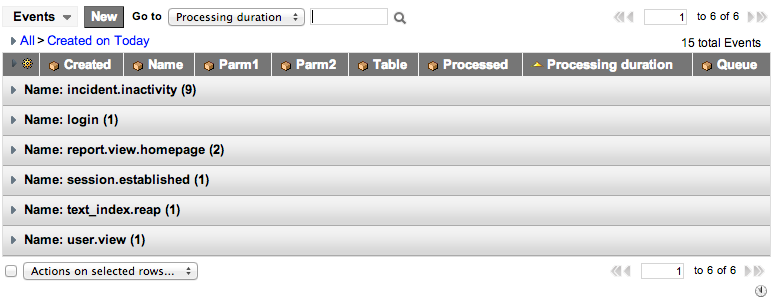 Events New Go to Processing duration 1 to 6 of 6
All > Created on Today 15 total Events
Created Name Parm1 Parm2 Table Processed Processing duration Queue
Name: incident.inactivity (9)
Name: login (1)
Name: report.view.homepage (2)
Name: session.established (1)
Name: text_index.reap (1)
Name: user.view (1)
Actions on selected rows... 1 to 6 of 6